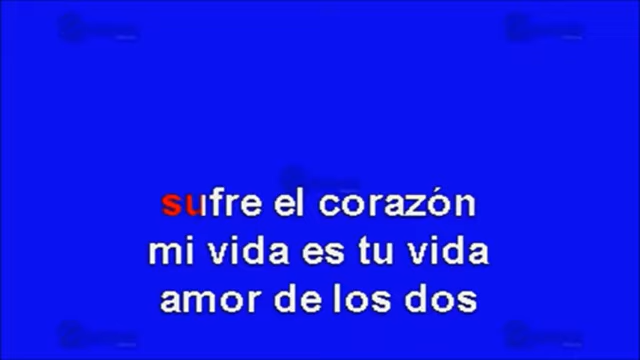 sufre el corazón
mi vida es tu vida
amor de los dos